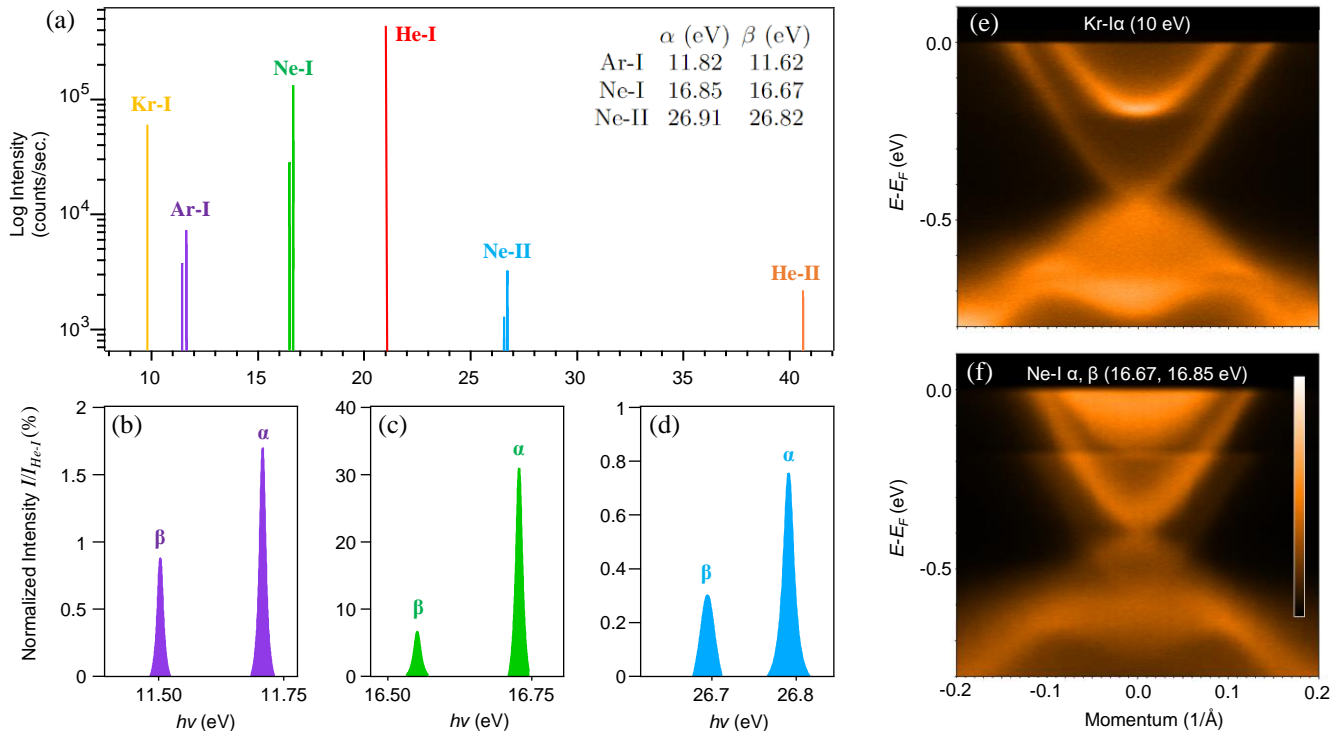 (a)
Log Intensity
(counts/sec.)
10^5
10^4
10^3
Kr-I
Ar-I
Ne-I
He-I
Ne-II
He-II
α (eV) β (eV)
Ar-I 11.82 11.62
Ne-I 16.85 16.67
Ne-II 26.91 26.82
10 15 20 25 30 35 40
Normalized Intensity I/I_{He-I}(%)
(b)
2
1.5
1
0.5
0
β
α
11.50 11.75
hν (eV)
(c)
40
30
20
10
0
β
α
16.50 16.75
hν (eV)
(d)
1
0.8
0.6
0.4
0.2
0
β
α
26.7 26.8
hν (eV)
(e)
Kr-Iα (10 eV)
E-E_F (eV)
0.0
-0.5
(f)
Ne-I α, β (16.67, 16.85 eV)
E-E_F (eV)
0.0
-0.5
-0.2 -0.1 0.0 0.1 0.2
Momentum (1/Å)